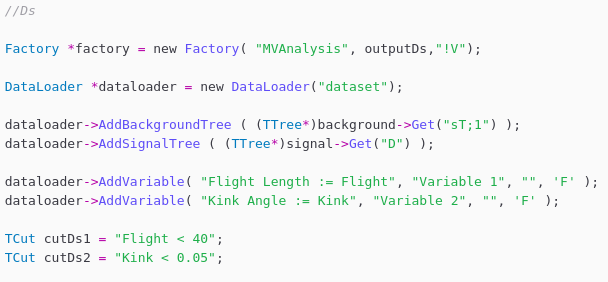 //Ds
Factory *factory = new Factory( "MVAnalysis", outputDs,"!V");
DataLoader *dataloader = new DataLoader("dataset");
dataloader->AddBackgroundTree ( (TTree*)background->Get("sT;1") );
dataloader->AddSignalTree ( (TTree*)signal->Get("D") );
dataloader->AddVariable( "Flight Length := Flight", "Variable 1", "", 'F' );
dataloader->AddVariable( "Kink Angle := Kink", "Variable 2", "", 'F' );
TCut cutDs1 = "Flight < 40";
TCut cutDs2 = "Kink < 0.05";